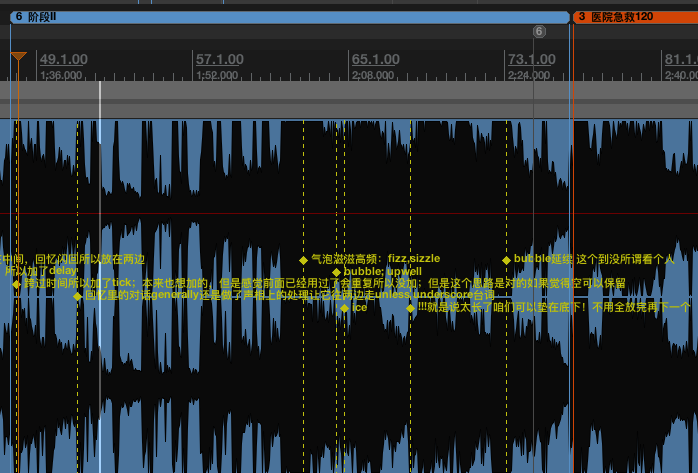 6 阶段II
3 医院急救120
6
49.1.00
57.1.00
65.1.00
73.1.00
81.1.0
1:36.000
1:52.000
2:08.000
2:24.000
2:40.00
中间，回忆闪回所以放在两边
气泡滋滋高频：fizz,sizzle
bubble延续 这个到没所谓看个人
所以加了delay
bubble; upwell
跨过时间所以加了tick；本来也想加的，但是感觉前面已经用过了会重复所以没加；但是这个思路是对的如果觉得空可以保留
回忆里的对话generally还是做了声相上的处理让它往两边走unless underscore台词
ice
!!!就是说太长了咱们可以垫在底下！不用全放完再下一个